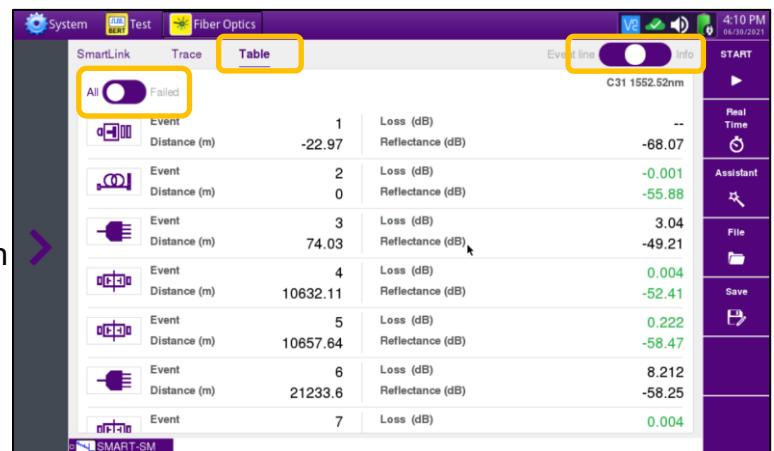 System Test Fiber Optics V2 4:10 PM
BERT 06/30/2021
SmartLink Trace Table Event line Info START
All Failed C31 1552.52nm
Event 1 Loss (dB) --
Distance (m) -22.97 Reflectance (dB) -68.07
Real
Time
Event 2 Loss (dB) -0.001
Distance (m) 0 Reflectance (dB) -55.88
Assistant
Event 3 Loss (dB) 3.04
Distance (m) 74.03 Reflectance (dB) -49.21
File
Event 4 Loss (dB) 0.004
Distance (m) 10632.11 Reflectance (dB) -52.41
Save
Event 5 Loss (dB) 0.222
Distance (m) 10657.64 Reflectance (dB) -58.47
Event 6 Loss (dB) 8.212
Distance (m) 21233.6 Reflectance (dB) -58.25
Event 7 Loss (dB) 0.004
SMART-SM